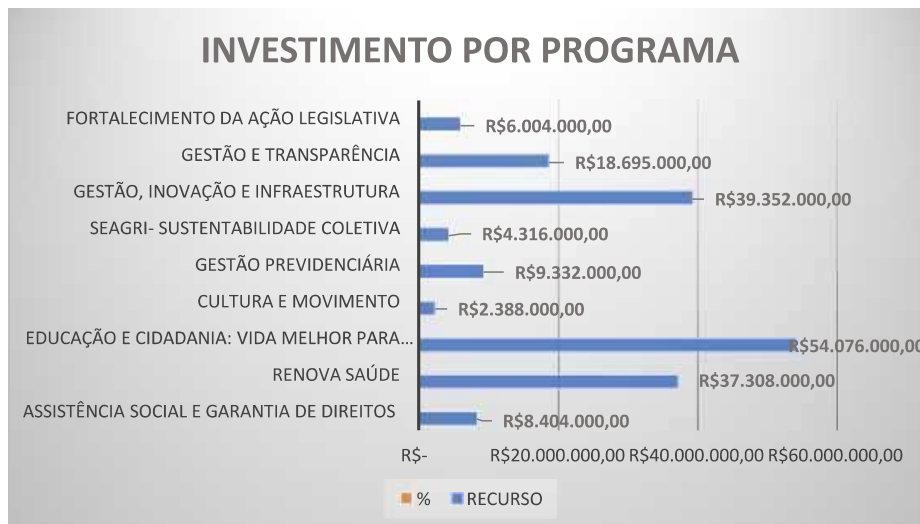 INVESTIMENTO POR PROGRAMA
FORTALECIMENTO DA AÇÃO LEGISLATIVA
R$6.004.000,00
GESTÃO E TRANSPARÊNCIA
R$18.695.000,00
GESTÃO, INOVAÇÃO E INFRAESTRUTURA
R$39.352.000,00
SEAGRI- SUSTENTABILIDADE COLETIVA
R$4.316.000,00
GESTÃO PREVIDENCIÁRIA
R$9.332.000,00
CULTURA E MOVIMENTO
R$2.388.000,00
EDUCAÇÃO E CIDADANIA: VIDA MELHOR PARA...
R$54.076.000,00
RENOVA SAÚDE
R$37.308.000,00
ASSISTÊNCIA SOCIAL E GARANTIA DE DIREITOS
R$8.404.000,00
R$- R$20.000.000,00 R$40.000.000,00 R$60.000.000,00
% RECURSO